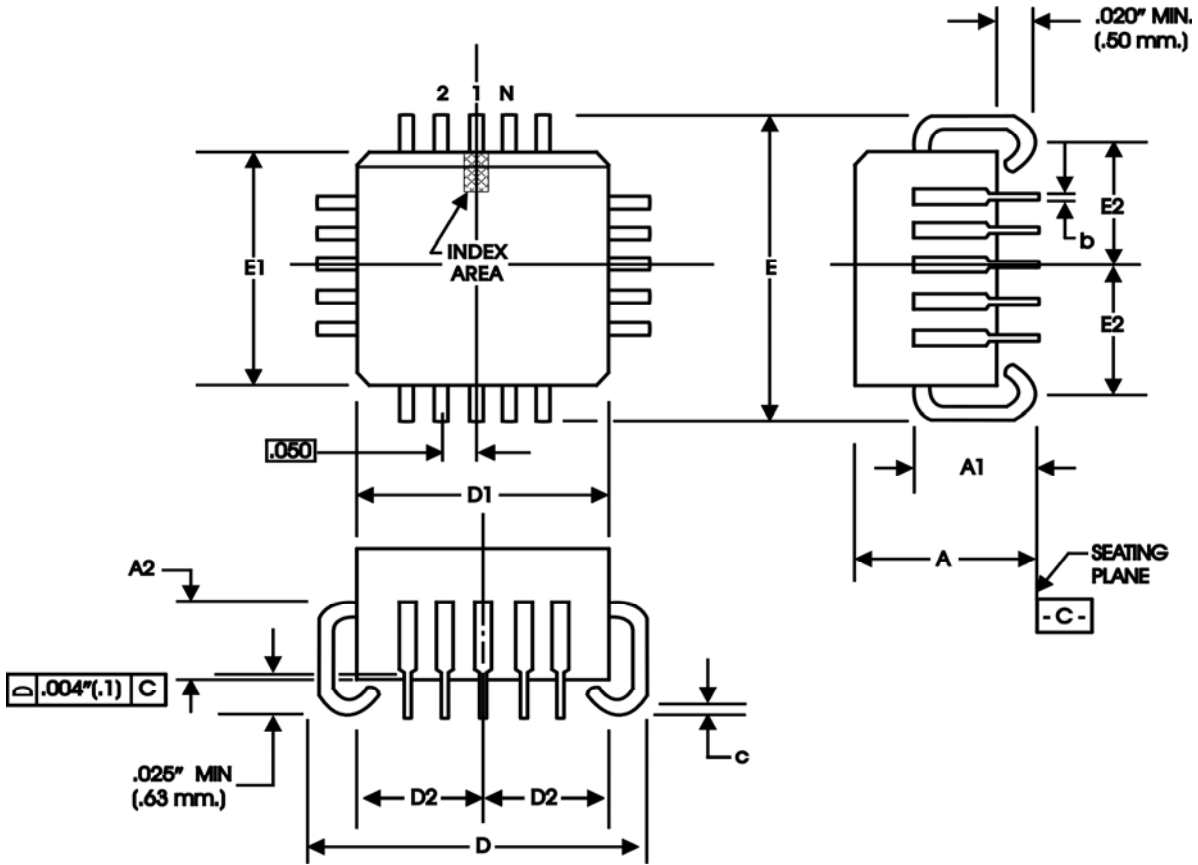 .020" MIN.
(.50 mm.)
2 1 N
E1
INDEX
AREA
E
E2
b
E2
.050
D1
A1
A
SEATING
PLANE
- C -
A2
⌓ .004"(.1) C
.025" MIN
(.63 mm.)
c
D2 D2
D